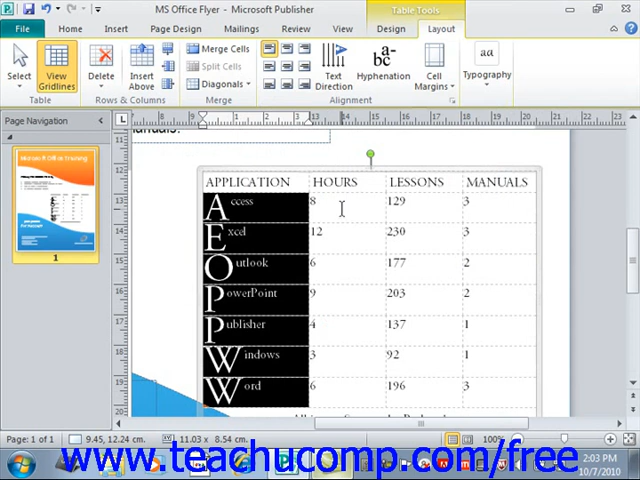 MS Office Flyer - Microsoft Publisher
Table Tools
File Home Insert Page Design Mailings Review View Design Layout
Select
View Gridlines
Table
Delete
Insert Above
Rows & Columns
Merge Cells
Split Cells
Diagonals
Merge
Text Direction
Hyphenation
Cell Margins
Alignment
Typography
Page Navigation
1
manuals.
APPLICATION HOURS LESSONS MANUALS
Access 8 129 3
Excel 12 230 3
Outlook 6 177 2
PowerPoint 9 203 2
Publisher 4 137 1
Windows 3 92 1
Word 6 196 3
Page: 1 of 1 9.45, 12.24 cm. 11.03 x 8.54 cm. 100%
www.teachucomp.com/free
2:03 PM
10/7/2010